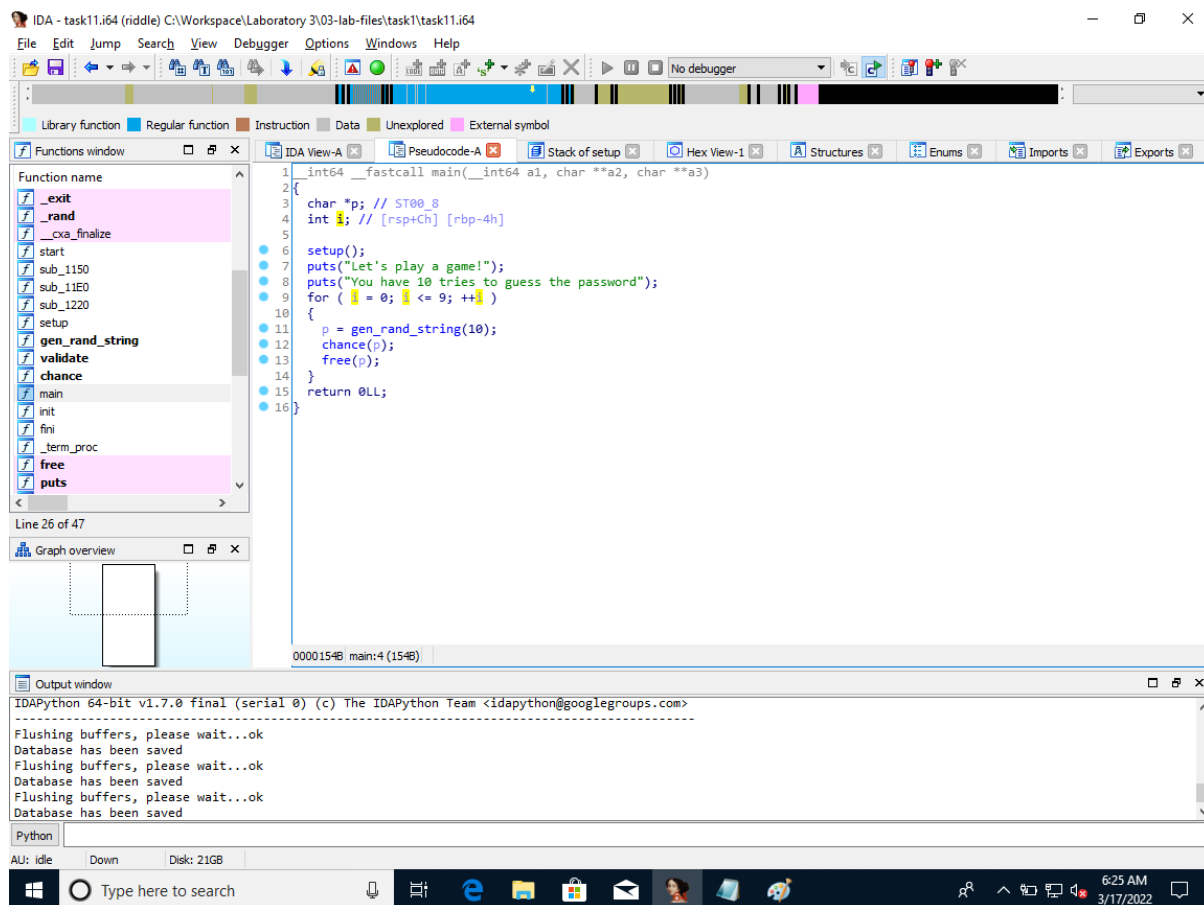 IDA - task11.i64 (riddle) C:\Workspace\Laboratory 3\03-lab-files\task1\task11.i64
File Edit Jump Search View Debugger Options Windows Help
No debugger
Library function Regular function Instruction Data Unexplored External symbol
Functions window
IDA View-A Pseudocode-A Stack of setup Hex View-1 Structures Enums Imports Exports
Function name
f _exit
f _rand
f __cxa_finalize
f start
f sub_1150
f sub_11E0
f sub_1220
f setup
f gen_rand_string
f validate
f chance
f main
f init
f fini
f _term_proc
f free
f puts
Line 26 of 47
Graph overview
1 __int64 __fastcall main(__int64 a1, char **a2, char **a3)
2 {
3 char *p; // ST00_8
4 int i; // [rsp+Ch] [rbp-4h]
5
6 setup();
7 puts("Let's play a game!");
8 puts("You have 10 tries to guess the password");
9 for ( i = 0; i <= 9; ++i )
10 {
11 p = gen_rand_string(10);
12 chance(p);
13 free(p);
14 }
15 return 0LL;
16 }
0000154B main:4 (154B)
Output window
IDAPython 64-bit v1.7.0 final (serial 0) (c) The IDAPython Team <idapython@googlegroups.com>
---------------------------------------------------------------------------------------------
Flushing buffers, please wait...ok
Database has been saved
Flushing buffers, please wait...ok
Database has been saved
Flushing buffers, please wait...ok
Database has been saved
Python
AU: idle Down Disk: 21GB
Type here to search
6:25 AM
3/17/2022